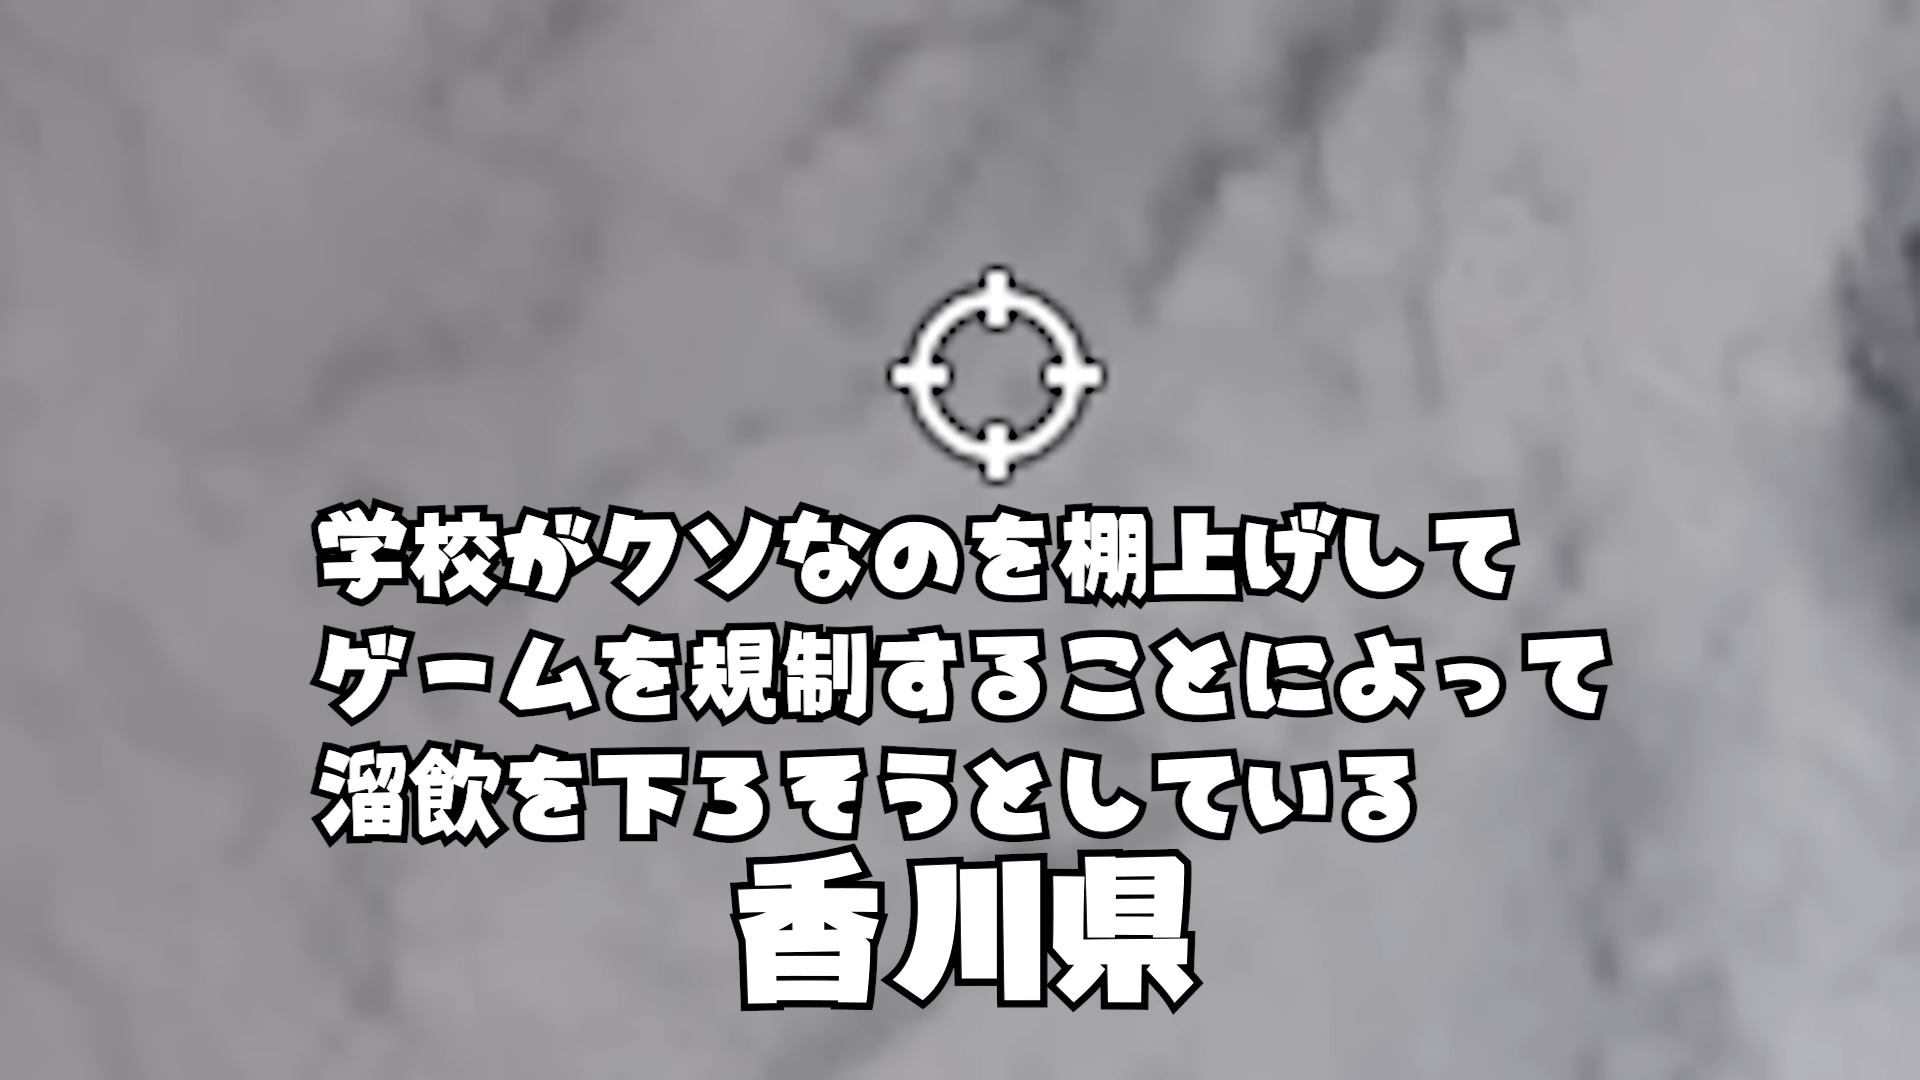 学校がクソなのを棚上げして
ゲームを規制することによって
溜飲を下ろそうとしている
香川県